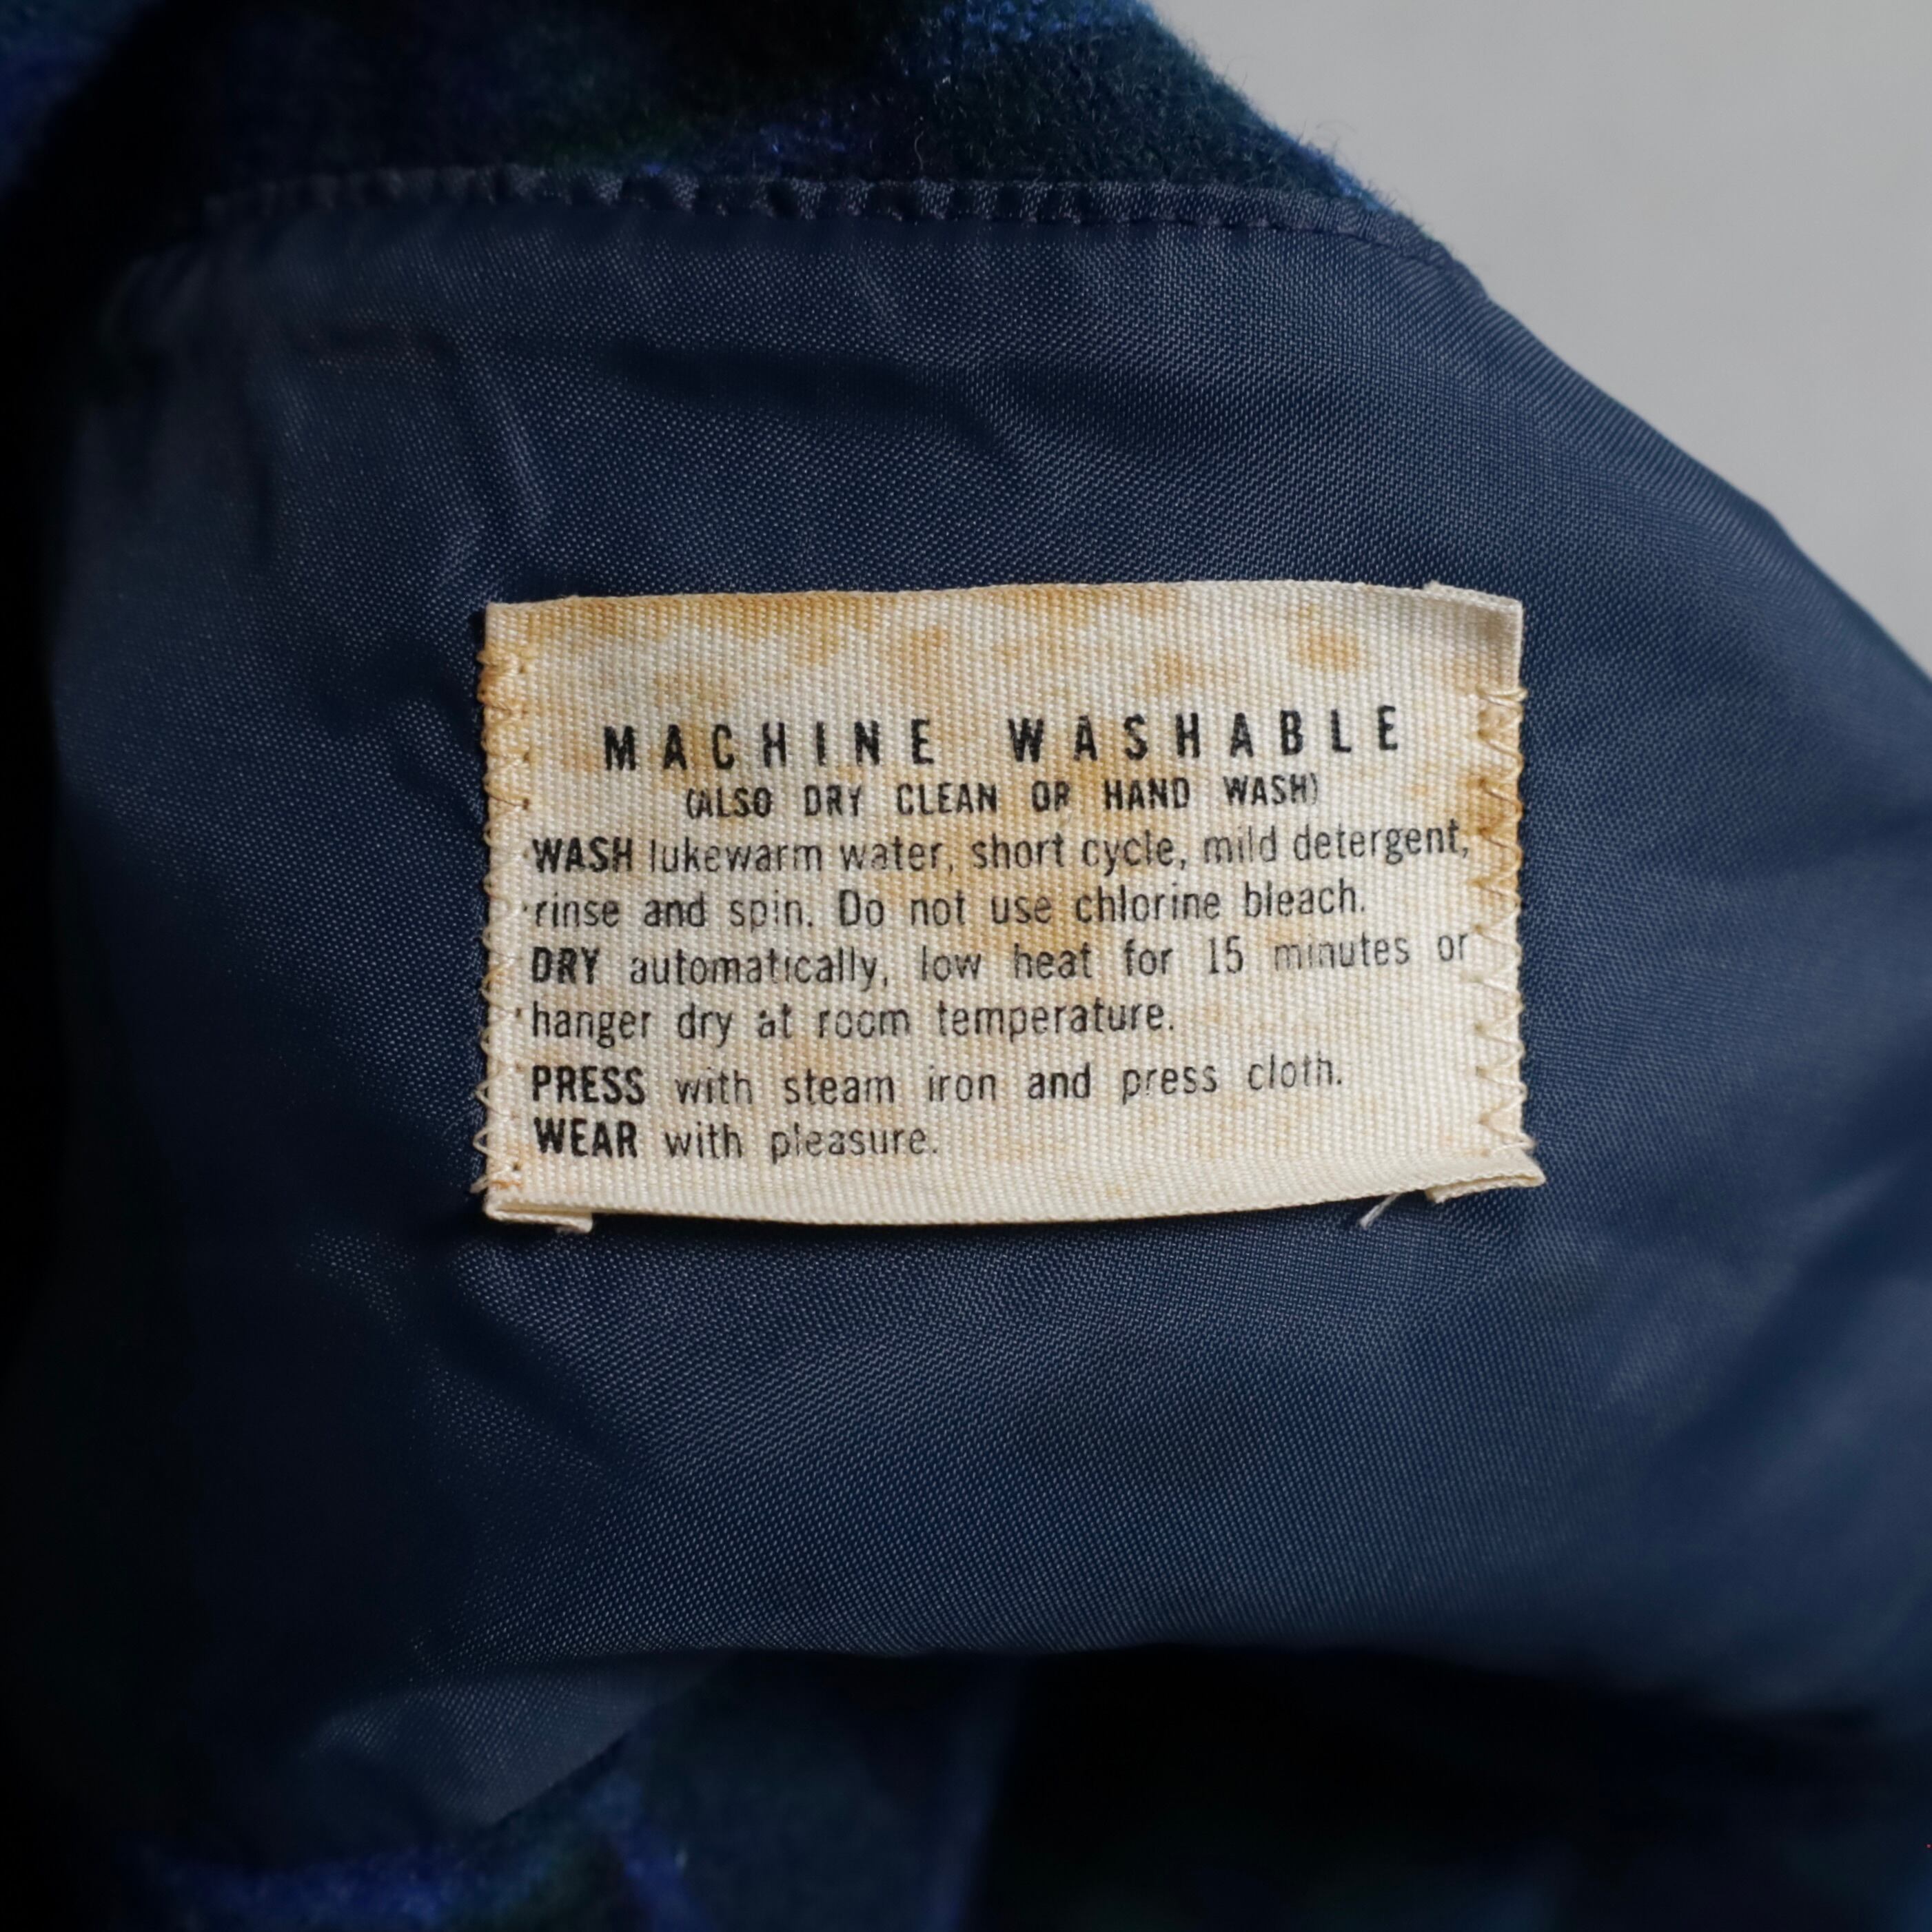 MACHINE WASHABLE
(ALSO DRY CLEAN OR HAND WASH)
WASH lukewarm water, short cycle, mild detergent,
rinse and spin. Do not use chlorine bleach.
DRY automatically, low heat for 15 minutes or
hanger dry at room temperature.
PRESS with steam iron and press cloth.
WEAR with pleasure.